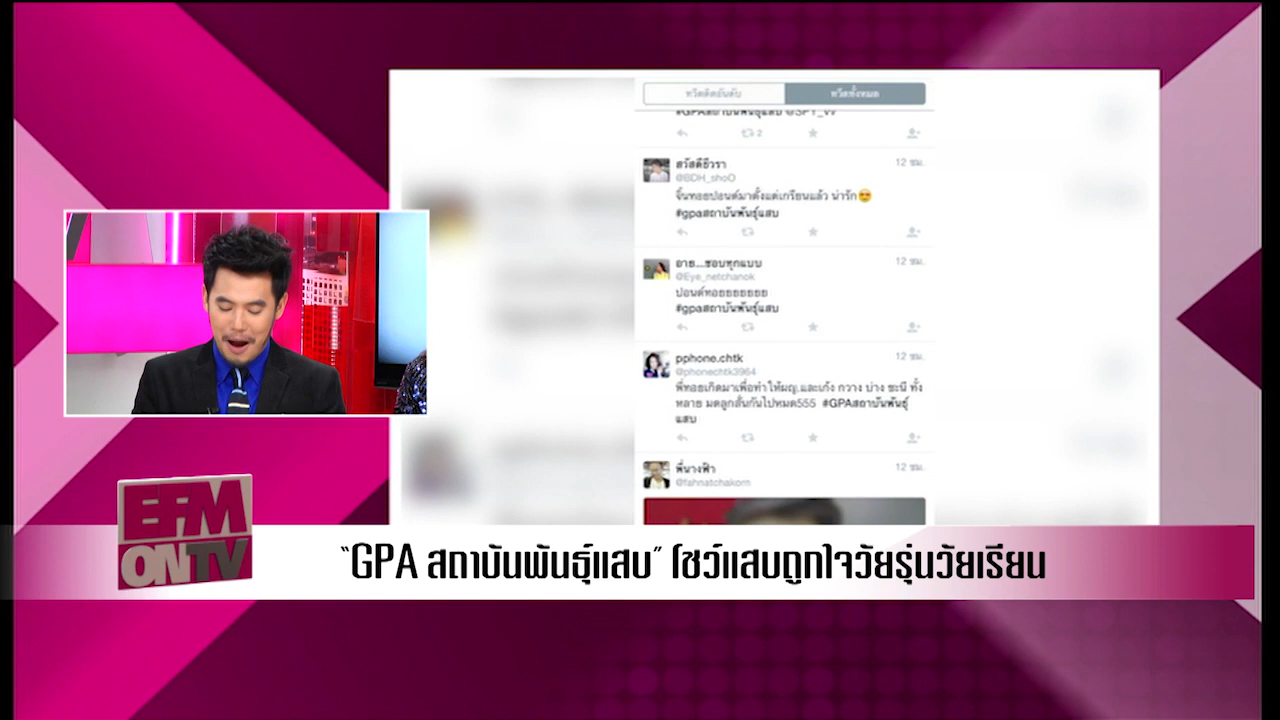 ทวีตติดอันดับ ทวีตทั้งหมด
#GPAสถาบันพันธุ์แสบ @SPY_VV
2
สวัสดีธีวรา 12 ชม.
@BDH_shoO
จิ้นทอยปอนด์มาตั้งแต่เกรียนแล้ว น่ารัก😍
#gpaสถาบันพันธุ์แสบ
อาย...ชอบทุกแบบ 12 ชม.
@Eye_netchanok
ปอนด์ทอยยยยยยย
#gpaสถาบันพันธุ์แสบ
pphone.chtk 12 ชม.
@phonechtk3964
พี่ทอยเกิดมาเพื่อทำให้ผญ.และเก้ง กวาง บ่าง ชะนี ทั้ง
หลาย มดลูกสั่นกันไปหมด555 #GPAสถาบันพันธุ์
แสบ
พี่นางฟ้า 12 ชม.
@fahnatchakorn
EFM
ONTV
“GPA สถาบันพันธุ์แสบ” โชว์แสบถูกใจวัยรุ่นวัยเรียน